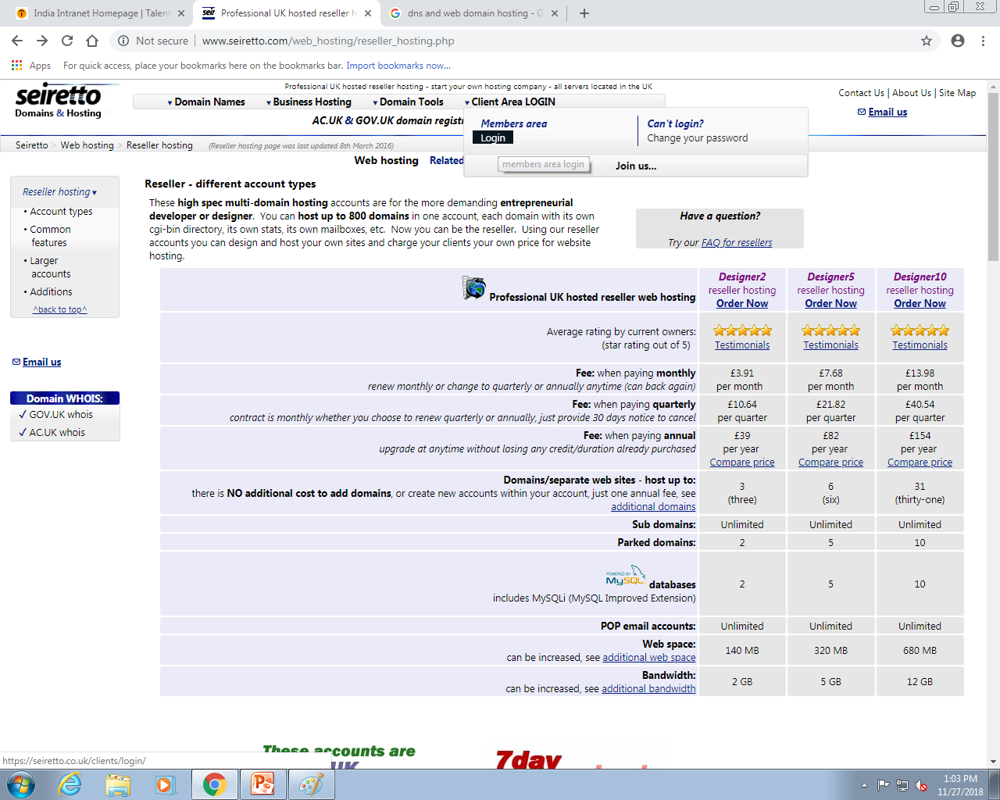 India Intranet Homepage | Talent
Professional UK hosted reseller h
dns and web domain hosting - G
Not secure | www.seiretto.com/web_hosting/reseller_hosting.php
Apps For quick access, place your bookmarks here on the bookmarks bar. Import bookmarks now...
seiretto
Domains & Hosting
Professional UK hosted reseller hosting - start your own hosting company - all servers located in the UK
Domain Names Business Hosting Domain Tools Client Area LOGIN
Contact Us | About Us | Site Map
Email us
AC.UK & GOV.UK domain registr
Members area
Login
Can't login?
Change your password
members area login
Join us...
Seiretto > Web hosting > Reseller hosting (Reseller hosting page was last updated 8th March 2016)
Web hosting Related
Reseller hosting
• Account types
• Common
features
• Larger
accounts
• Additions
^back to top^
Email us
Domain WHOIS:
✓ GOV.UK whois
✓ AC.UK whois
Reseller - different account types
These high spec multi-domain hosting accounts are for the more demanding entrepreneurial
developer or designer. You can host up to 800 domains in one account, each domain with its own
cgi-bin directory, its own stats, its own mailboxes, etc. Now you can be the reseller. Using our reseller
accounts you can design and host your own sites and charge your clients your own price for website
hosting.
Have a question?
Try our FAQ for resellers
Professional UK hosted reseller web hosting
Designer2 Designer5 Designer10
reseller hosting reseller hosting reseller hosting
Order Now Order Now Order Now
Average rating by current owners:
(star rating out of 5)
Testimonials Testimonials Testimonials
Fee: when paying monthly
renew monthly or change to quarterly or annually anytime (can back again)
£3.91 £7.68 £13.98
per month per month per month
Fee: when paying quarterly
contract is monthly whether you choose to renew quarterly or annually, just provide 30 days notice to cancel
£10.64 £21.82 £40.54
per quarter per quarter per quarter
Fee: when paying annual
upgrade at anytime without losing any credit/duration already purchased
£39 £82 £154
per year per year per year
Compare price Compare price Compare price
Domains/separate web sites - host up to:
there is NO additional cost to add domains, or create new accounts within your account, just one annual fee, see
additional domains
3 6 31
(three) (six) (thirty-one)
Sub domains: Unlimited Unlimited Unlimited
Parked domains: 2 5 10
POWERED BY
MySQL databases 2 5 10
includes MySQLi (MySQL Improved Extension)
POP email accounts: Unlimited Unlimited Unlimited
Web space:
can be increased, see additional web space
140 MB 320 MB 680 MB
Bandwidth:
can be increased, see additional bandwidth
2 GB 5 GB 12 GB
These accounts are
UK
7day
https://seiretto.co.uk/clients/login/
1:03 PM
11/27/2018